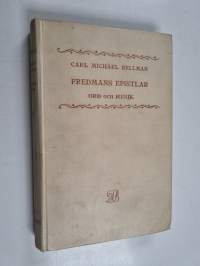 CARL MICHAEL BELLMAN
FREDMANS EPISTLAR
ORD OCH MUSIK